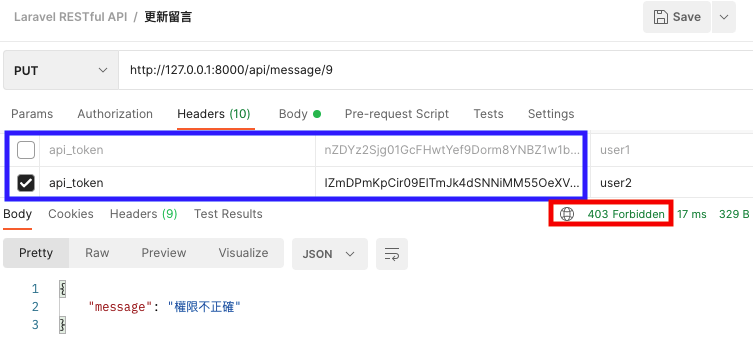 Laravel RESTful API / 更新留言
Save
PUT http://127.0.0.1:8000/api/message/9
Params Authorization Headers (10) Body Pre-request Script Tests Settings
api_token nZDYz2Sjg01GcFHwtYef9Dorm8YNBZ1w1b... user1
api_token IZmDPmKpCir09ElTmJk4dSNNiMM55OeXV... user2
Body Cookies Headers (9) Test Results 403 Forbidden 17 ms 329 B
Pretty Raw Preview Visualize JSON
1 {
2 "message": "權限不正確"
3 }